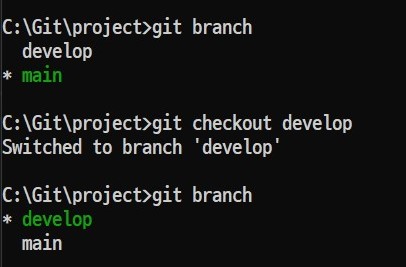 C:\Git\project>git branch
  develop
* main

C:\Git\project>git checkout develop
Switched to branch 'develop'

C:\Git\project>git branch
* develop
  main